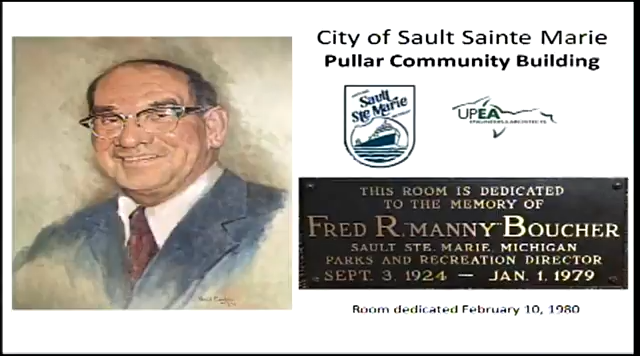 City of Sault Sainte Marie
Pullar Community Building
Sault
Ste Marie
UPEA
ENGINEERS & ARCHITECTS
THIS ROOM IS DEDICATED
TO THE MEMORY OF
FRED R. "MANNY" BOUCHER
SAULT STE. MARIE, MICHIGAN
PARKS AND RECREATION DIRECTOR
SEPT. 3, 1924 — JAN. 1, 1979
Room dedicated February 10, 1980